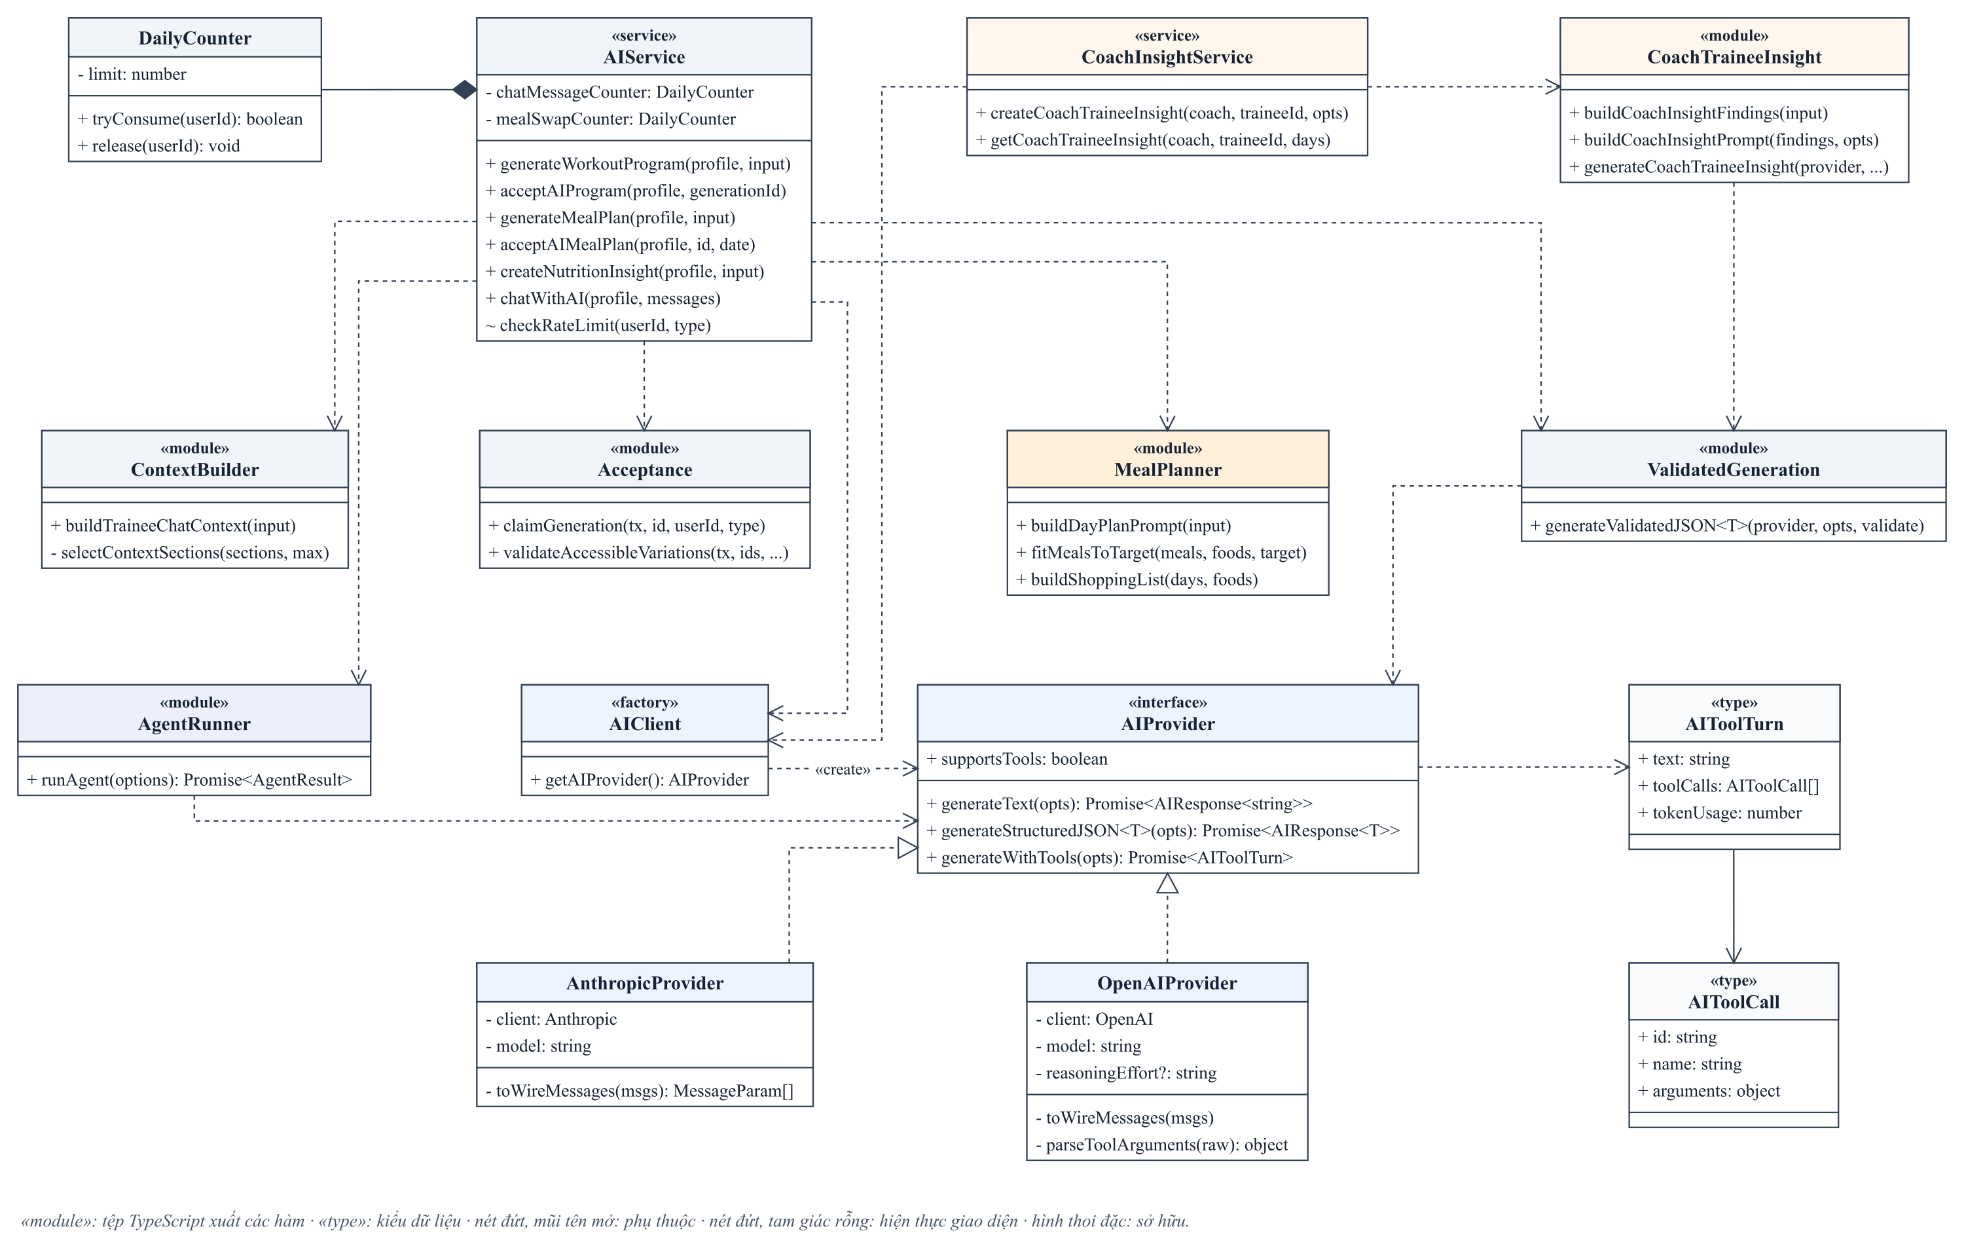 DailyCounter
- limit: number
+ tryConsume(userId): boolean
+ release(userId): void
«service»
AIService
- chatMessageCounter: DailyCounter
- mealSwapCounter: DailyCounter
+ generateWorkoutProgram(profile, input)
+ acceptAIProgram(profile, generationId)
+ generateMealPlan(profile, input)
+ acceptAIMealPlan(profile, id, date)
+ createNutritionInsight(profile, input)
+ chatWithAI(profile, messages)
~ checkRateLimit(userId, type)
«service»
CoachInsightService
+ createCoachTraineeInsight(coach, traineeId, opts)
+ getCoachTraineeInsight(coach, traineeId, days)
«module»
CoachTraineeInsight
+ buildCoachInsightFindings(input)
+ buildCoachInsightPrompt(findings, opts)
+ generateCoachTraineeInsight(provider, ...)
«module»
ContextBuilder
+ buildTraineeChatContext(input)
- selectContextSections(sections, max)
«module»
Acceptance
+ claimGeneration(tx, id, userId, type)
+ validateAccessibleVariations(tx, ids, ...)
«module»
MealPlanner
+ buildDayPlanPrompt(input)
+ fitMealsToTarget(meals, foods, target)
+ buildShoppingList(days, foods)
«module»
ValidatedGeneration
+ generateValidatedJSON<T>(provider, opts, validate)
«module»
AgentRunner
+ runAgent(options): Promise<AgentResult>
«factory»
AIClient
+ getAIProvider(): AIProvider
«create»
«interface»
AIProvider
+ supportsTools: boolean
+ generateText(opts): Promise<AIResponse<string>>
+ generateStructuredJSON<T>(opts): Promise<AIResponse<T>>
+ generateWithTools(opts): Promise<AIToolTurn>
«type»
AIToolTurn
+ text: string
+ toolCalls: AIToolCall[]
+ tokenUsage: number
AnthropicProvider
- client: Anthropic
- model: string
- toWireMessages(msgs): MessageParam[]
OpenAIProvider
- client: OpenAI
- model: string
- reasoningEffort?: string
- toWireMessages(msgs)
- parseToolArguments(raw): object
«type»
AIToolCall
+ id: string
+ name: string
+ arguments: object
«module»: tệp TypeScript xuất các hàm · «type»: kiểu dữ liệu · nét đứt, mũi tên mở: phụ thuộc · nét đứt, tam giác rỗng: hiện thực giao diện · hình thoi đặc: sở hữu.